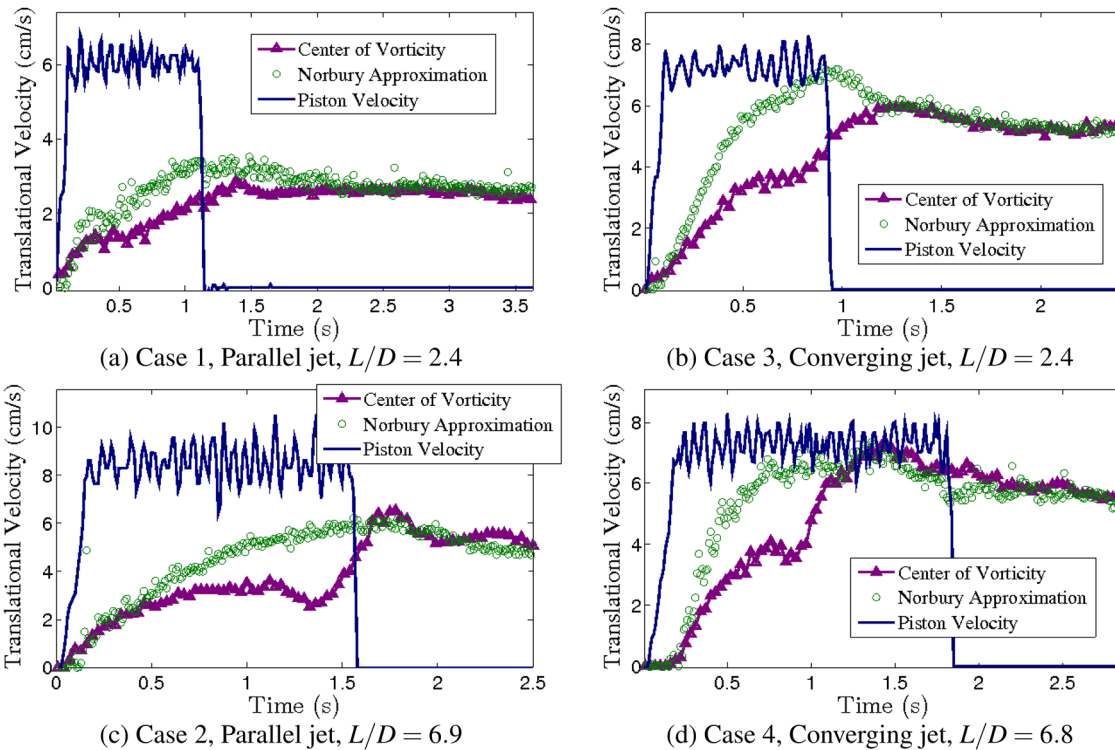 Translational Velocity (cm/s)
6
4
2
0
0.5
1
1.5
2
2.5
3
3.5
Time (s)
Center of Vorticity
Norbury Approximation
Piston Velocity
(a) Case 1, Parallel jet, L/D = 2.4
Translational Velocity (cm/s)
8
6
4
2
0
0.5
1
1.5
2
Time (s)
Center of Vorticity
Norbury Approximation
Piston Velocity
(b) Case 3, Converging jet, L/D = 2.4
Translational Velocity (cm/s)
10
8
6
4
2
0
0
0.5
1
1.5
2
2.5
Time (s)
Center of Vorticity
Norbury Approximation
Piston Velocity
(c) Case 2, Parallel jet, L/D = 6.9
Translational Velocity (cm/s)
8
6
4
2
0
0.5
1
1.5
2
2.5
Time (s)
Center of Vorticity
Norbury Approximation
Piston Velocity
(d) Case 4, Converging jet, L/D = 6.8